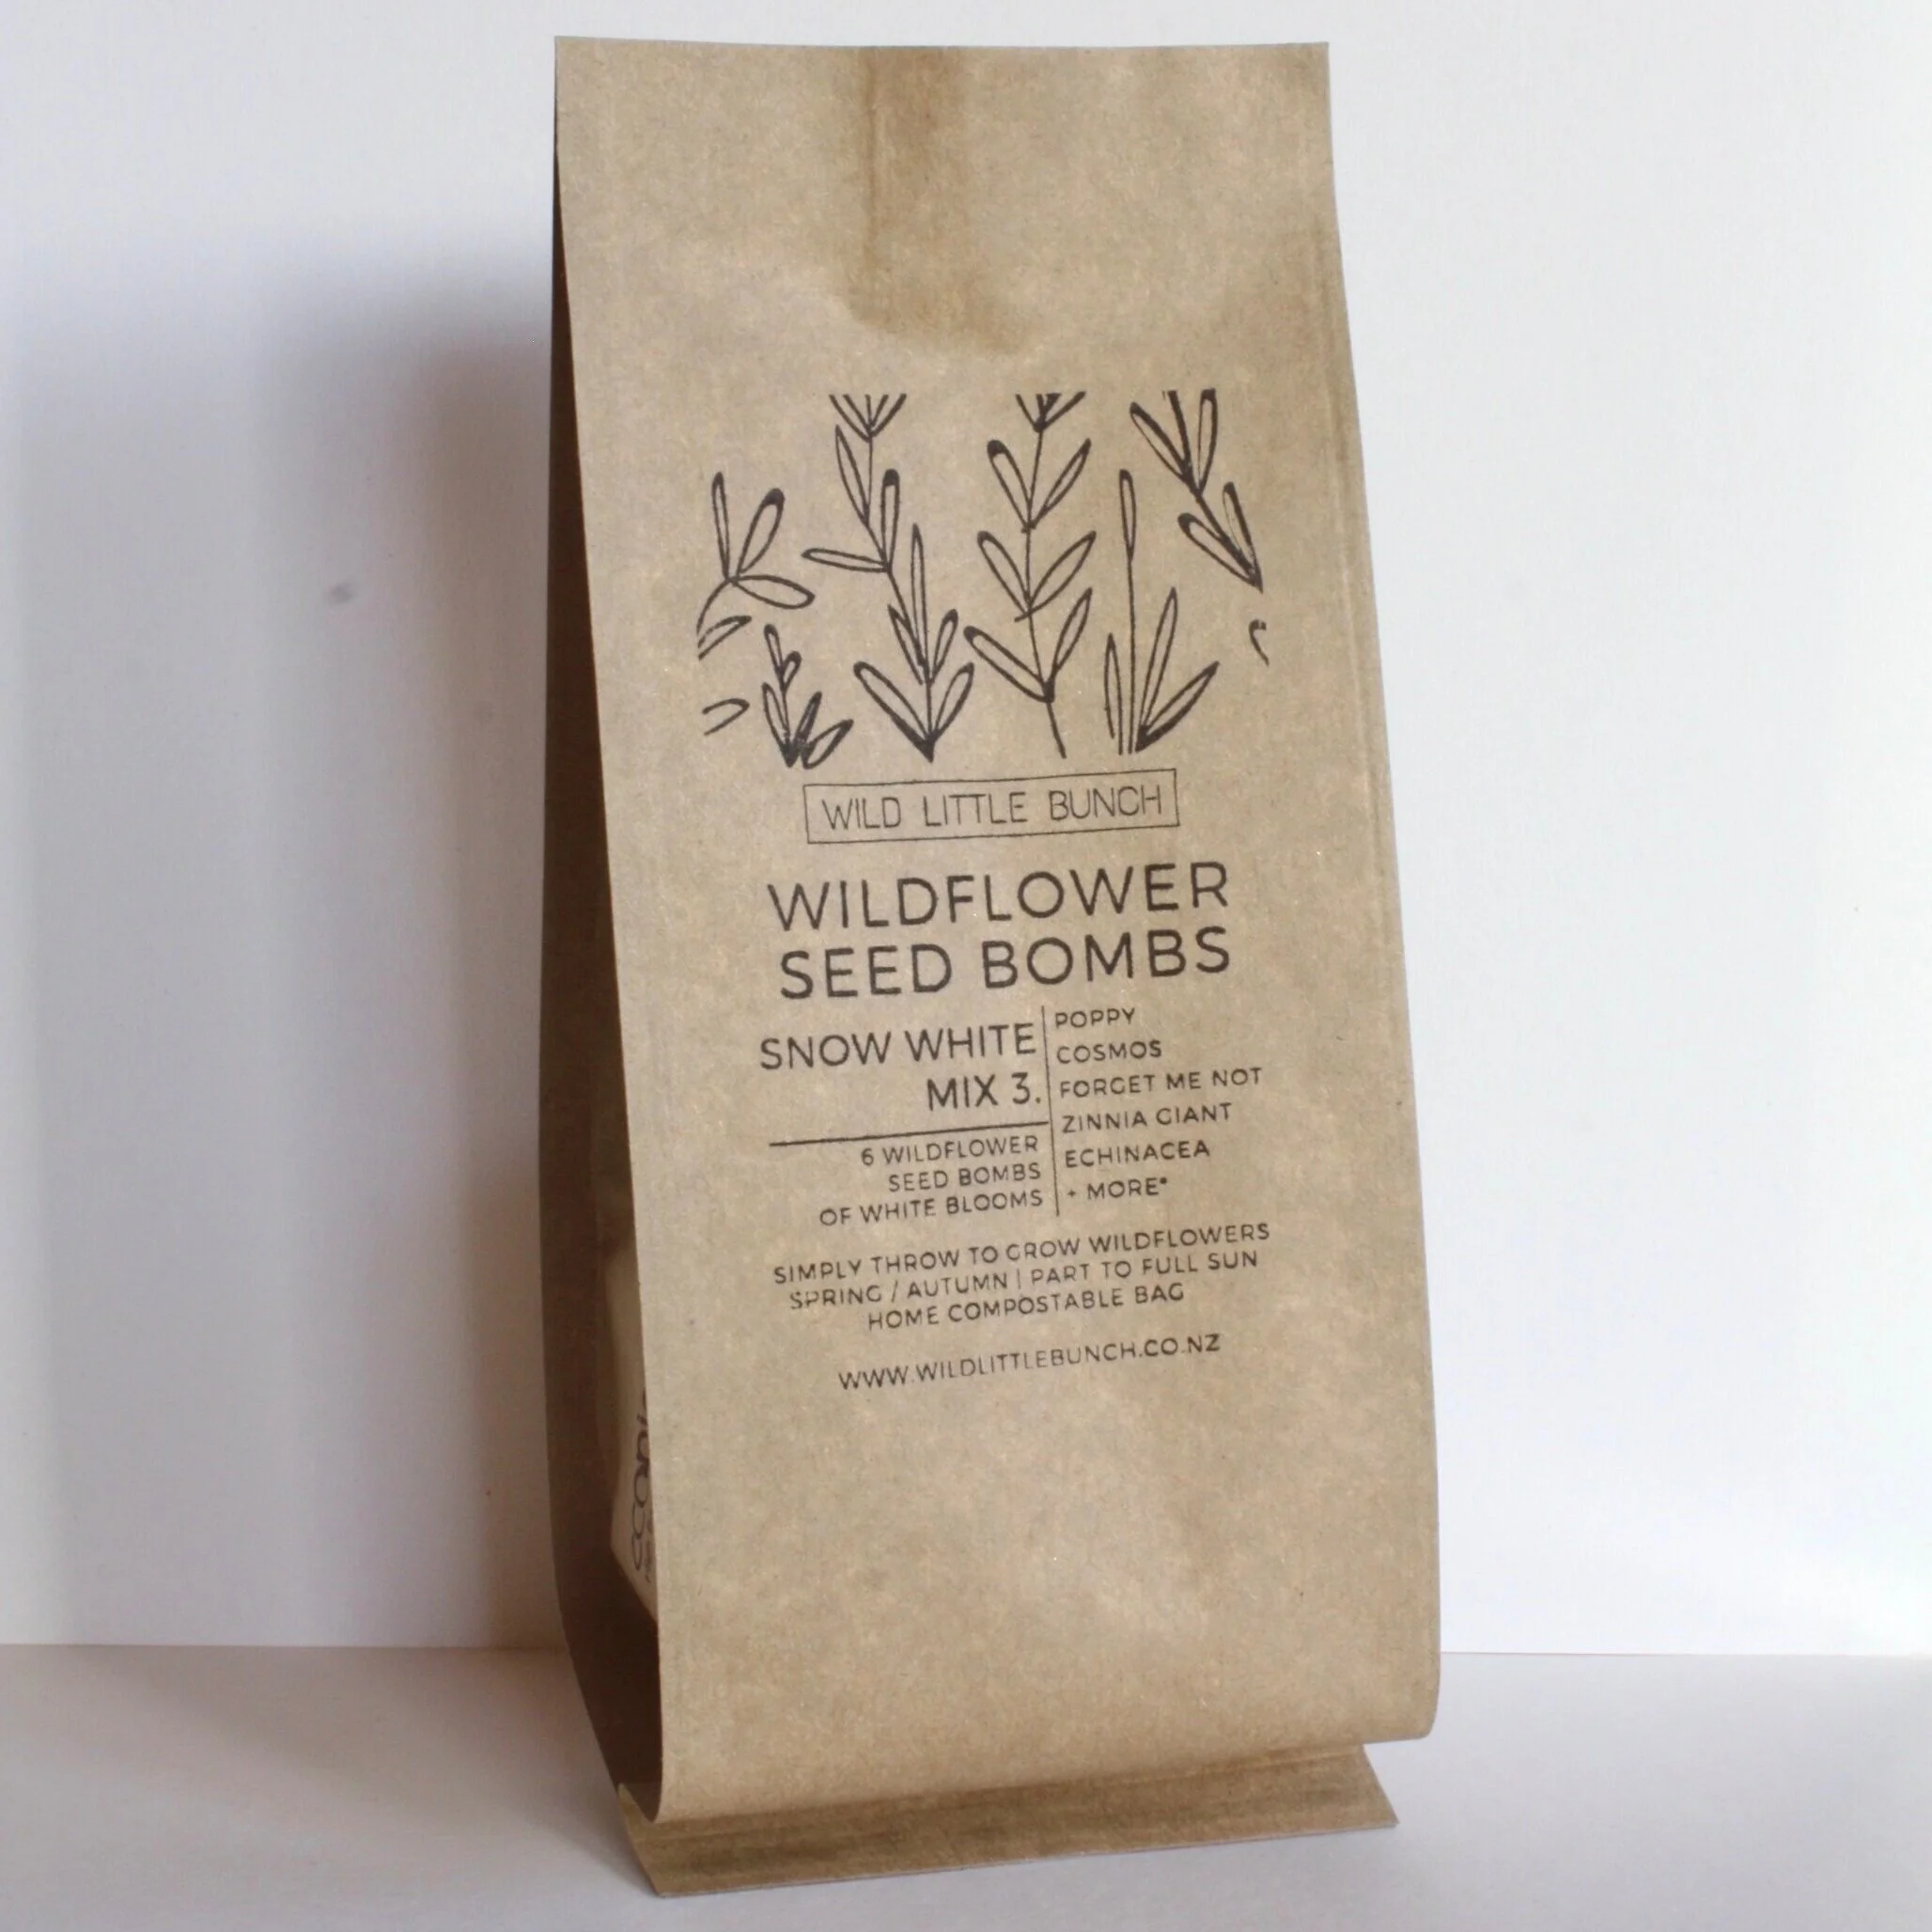 WILD LITTLE BUNCH
WILDFLOWER
SEED BOMBS
SNOW WHITE
MIX 3.
6 WILDFLOWER
SEED BOMBS
OF WHITE BLOOMS
POPPY
COSMOS
FORGET ME NOT
ZINNIA GIANT
ECHINACEA
+ MORE*
SIMPLY THROW TO GROW WILDFLOWERS
SPRING / AUTUMN | PART TO FULL SUN
HOME COMPOSTABLE BAG
WWW.WILDLITTLEBUNCH.CO.NZ